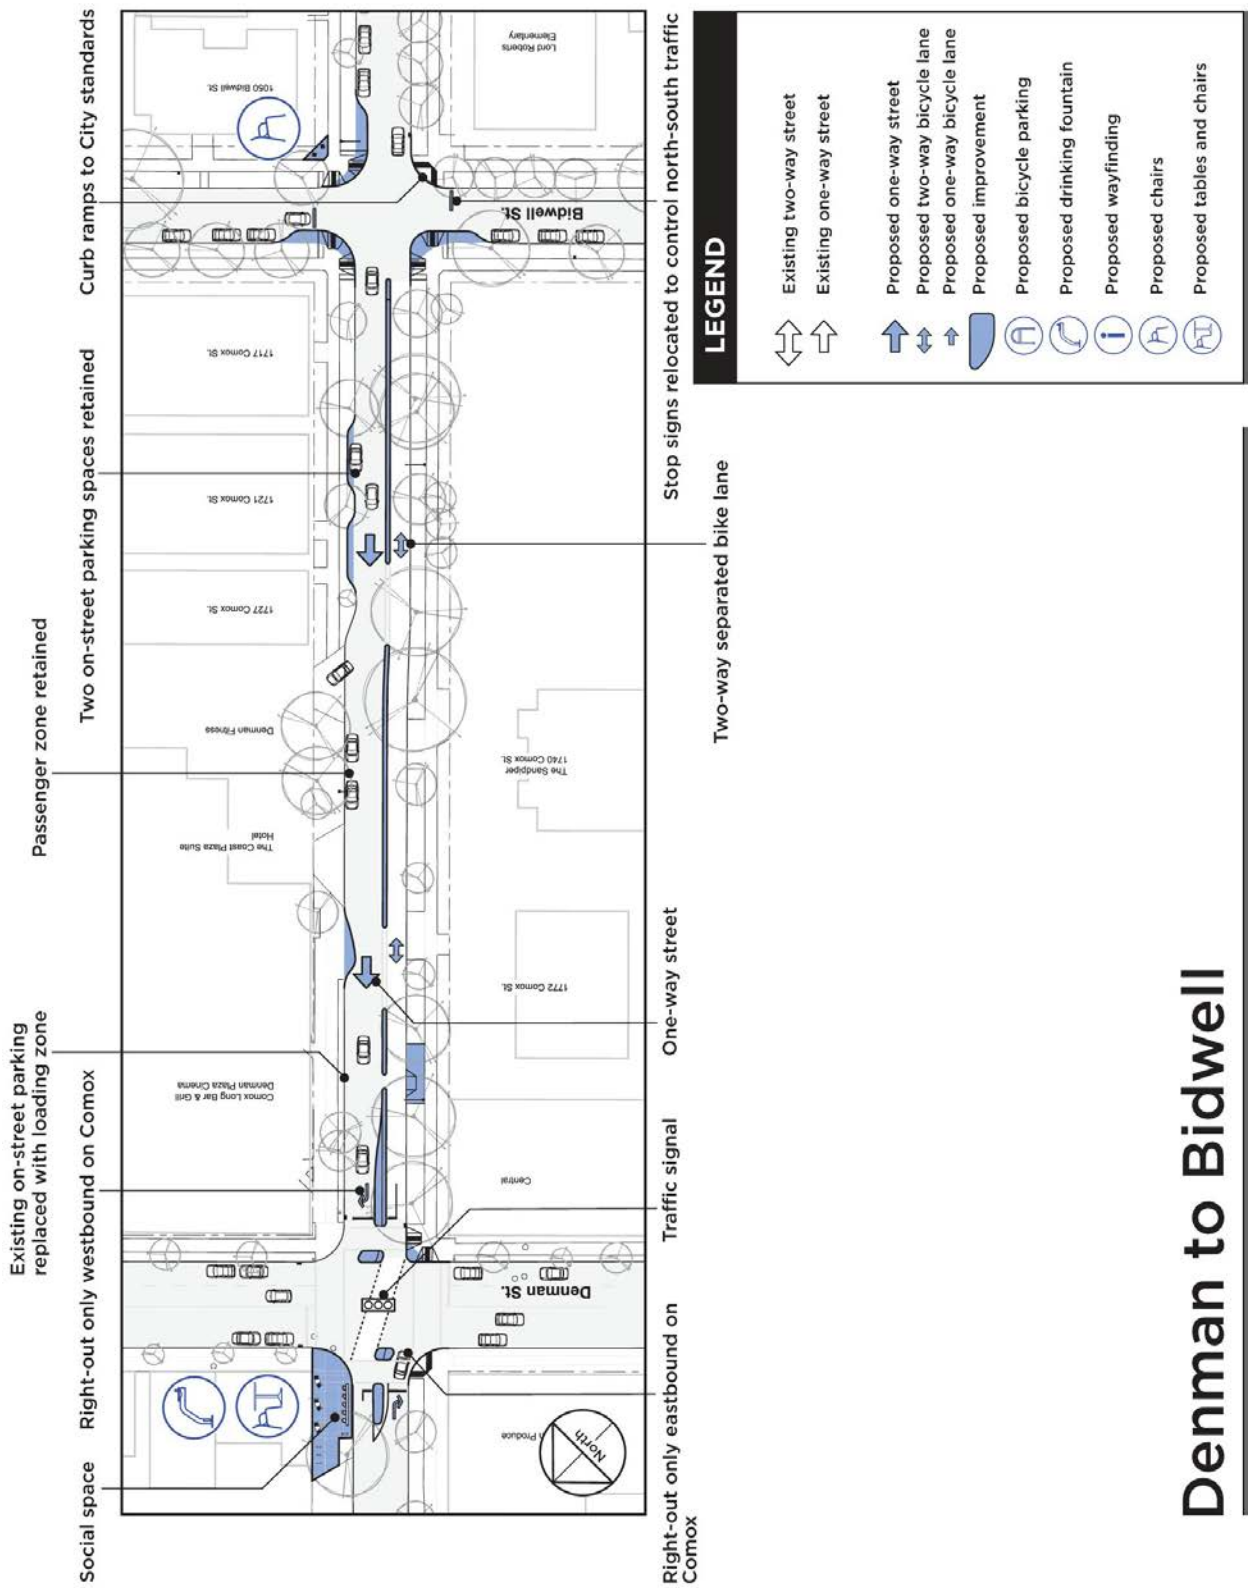 Existing on-street parking
replaced with loading zone
Passenger zone retained
Social space
Right-out only westbound on Comox
Two on-street parking spaces retained
Curb ramps to City standards
Comox Long Bar & Grill
Denman Plaza Cinema
The Coast Plaza Suite
Hotel
Denman Fitness
1727 Comox St.
1721 Comox St.
1717 Comox St.
1050 Bidwell St.
Denman St.
Bidwell St.
North
Produce
Central
1772 Comox St.
The Sandpiper
1740 Comox St.
Lord Roberts
Elementary
Right-out only eastbound on
Comox
Traffic signal
One-way street
Two-way separated bike lane
Stop signs relocated to control north-south traffic
LEGEND
Existing two-way street
Existing one-way street
Proposed one-way street
Proposed two-way bicycle lane
Proposed one-way bicycle lane
Proposed improvement
Proposed bicycle parking
Proposed drinking fountain
Proposed wayfinding
Proposed chairs
Proposed tables and chairs
Denman to Bidwell